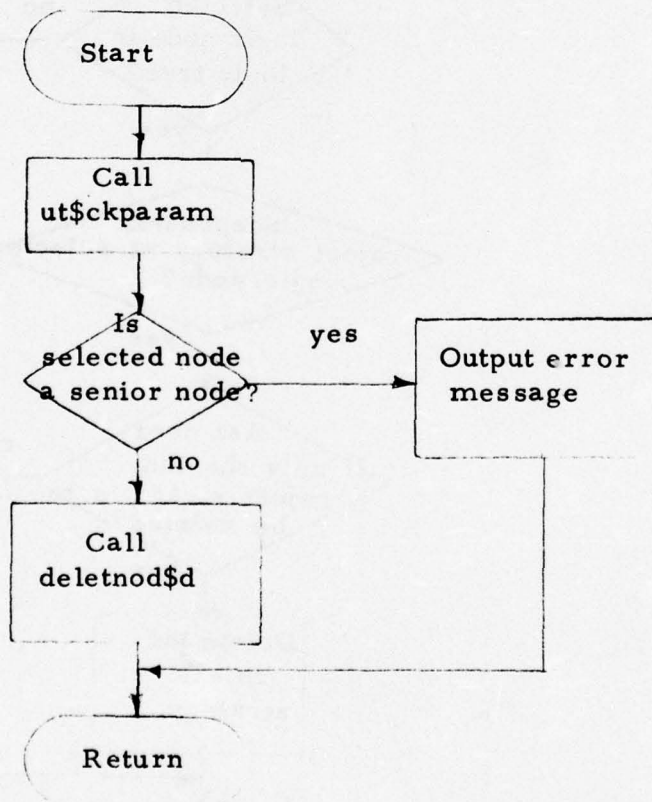 Start
Call
ut$ckparam
Is
selected node
a senior node?
yes
Output error
message
no
Call
deletnod$d
Return